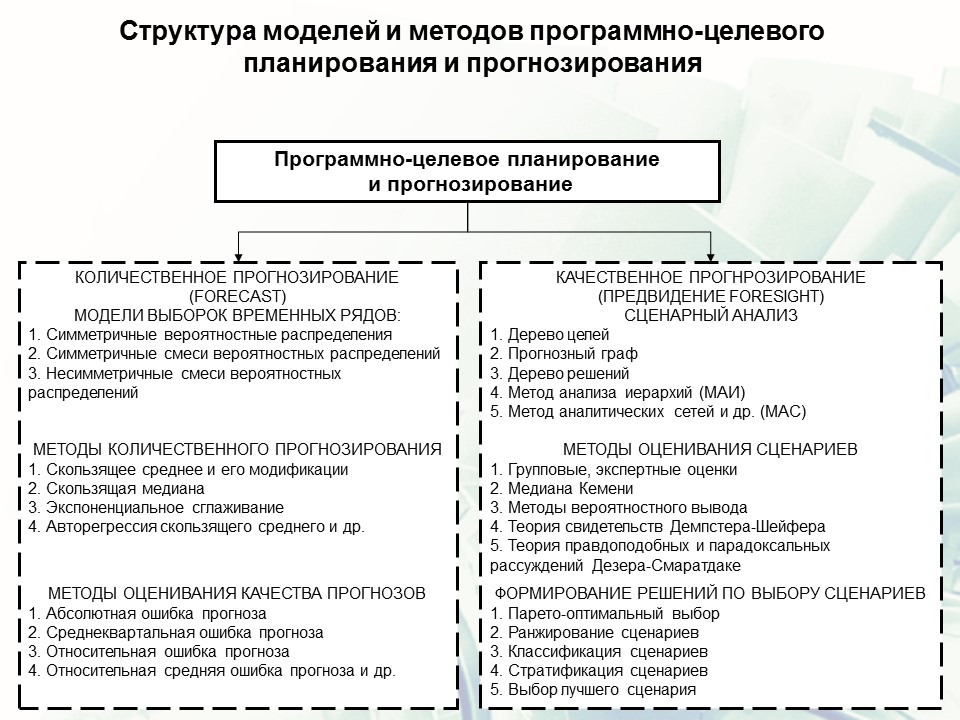 Структура моделей и методов программно-целевого
планирования и прогнозирования
Программно-целевое планирование
и прогнозирование
КОЛИЧЕСТВЕННОЕ ПРОГНОЗИРОВАНИЕ
(FORECAST)
МОДЕЛИ ВЫБОРОК ВРЕМЕННЫХ РЯДОВ:
1. Симметричные вероятностные распределения
2. Симметричные смеси вероятностных распределений
3. Несимметричные смеси вероятностных
распределений
МЕТОДЫ КОЛИЧЕСТВЕННОГО ПРОГНОЗИРОВАНИЯ
1. Скользящее среднее и его модификации
2. Скользящая медиана
3. Экспоненциальное сглаживание
4. Авторегрессия скользящего среднего и др.
МЕТОДЫ ОЦЕНИВАНИЯ КАЧЕСТВА ПРОГНОЗОВ
1. Абсолютная ошибка прогноза
2. Среднеквартальная ошибка прогноза
3. Относительная ошибка прогноза
4. Относительная средняя ошибка прогноза и др.
КАЧЕСТВЕННОЕ ПРОГНРОЗИРОВАНИЕ
(ПРЕДВИДЕНИЕ FORESIGHT)
СЦЕНАРНЫЙ АНАЛИЗ
1. Дерево целей
2. Прогнозный граф
3. Дерево решений
4. Метод анализа иерархий (МАИ)
5. Метод аналитических сетей и др. (МАС)
МЕТОДЫ ОЦЕНИВАНИЯ СЦЕНАРИЕВ
1. Групповые, экспертные оценки
2. Медиана Кемени
3. Методы вероятностного вывода
4. Теория свидетельств Демпстера-Шейфера
5. Теория правдоподобных и парадоксальных
рассуждений Дезера-Смаратдаке
ФОРМИРОВАНИЕ РЕШЕНИЙ ПО ВЫБОРУ СЦЕНАРИЕВ
1. Парето-оптимальный выбор
2. Ранжирование сценариев
3. Классификация сценариев
4. Стратификация сценариев
5. Выбор лучшего сценария